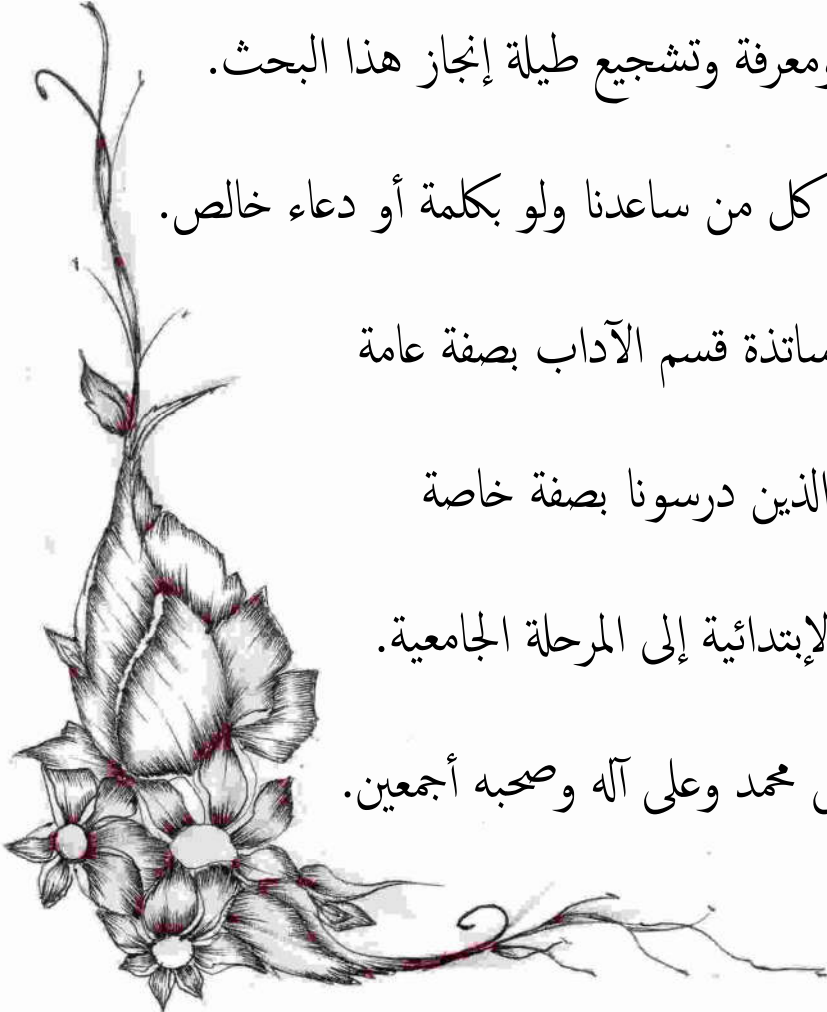 ومعرفة وتشجيع طيلة إنجاز هذا البحث.
كل من ساعدنا ولو بكلمة أو دعاء خالص.
ساتذة قسم الآداب بصفة عامة
الذين درسونا بصفة خاصة
لإبتدائية إلى المرحلة الجامعية.
محمد وعلى آله وصحبه أجمعين.